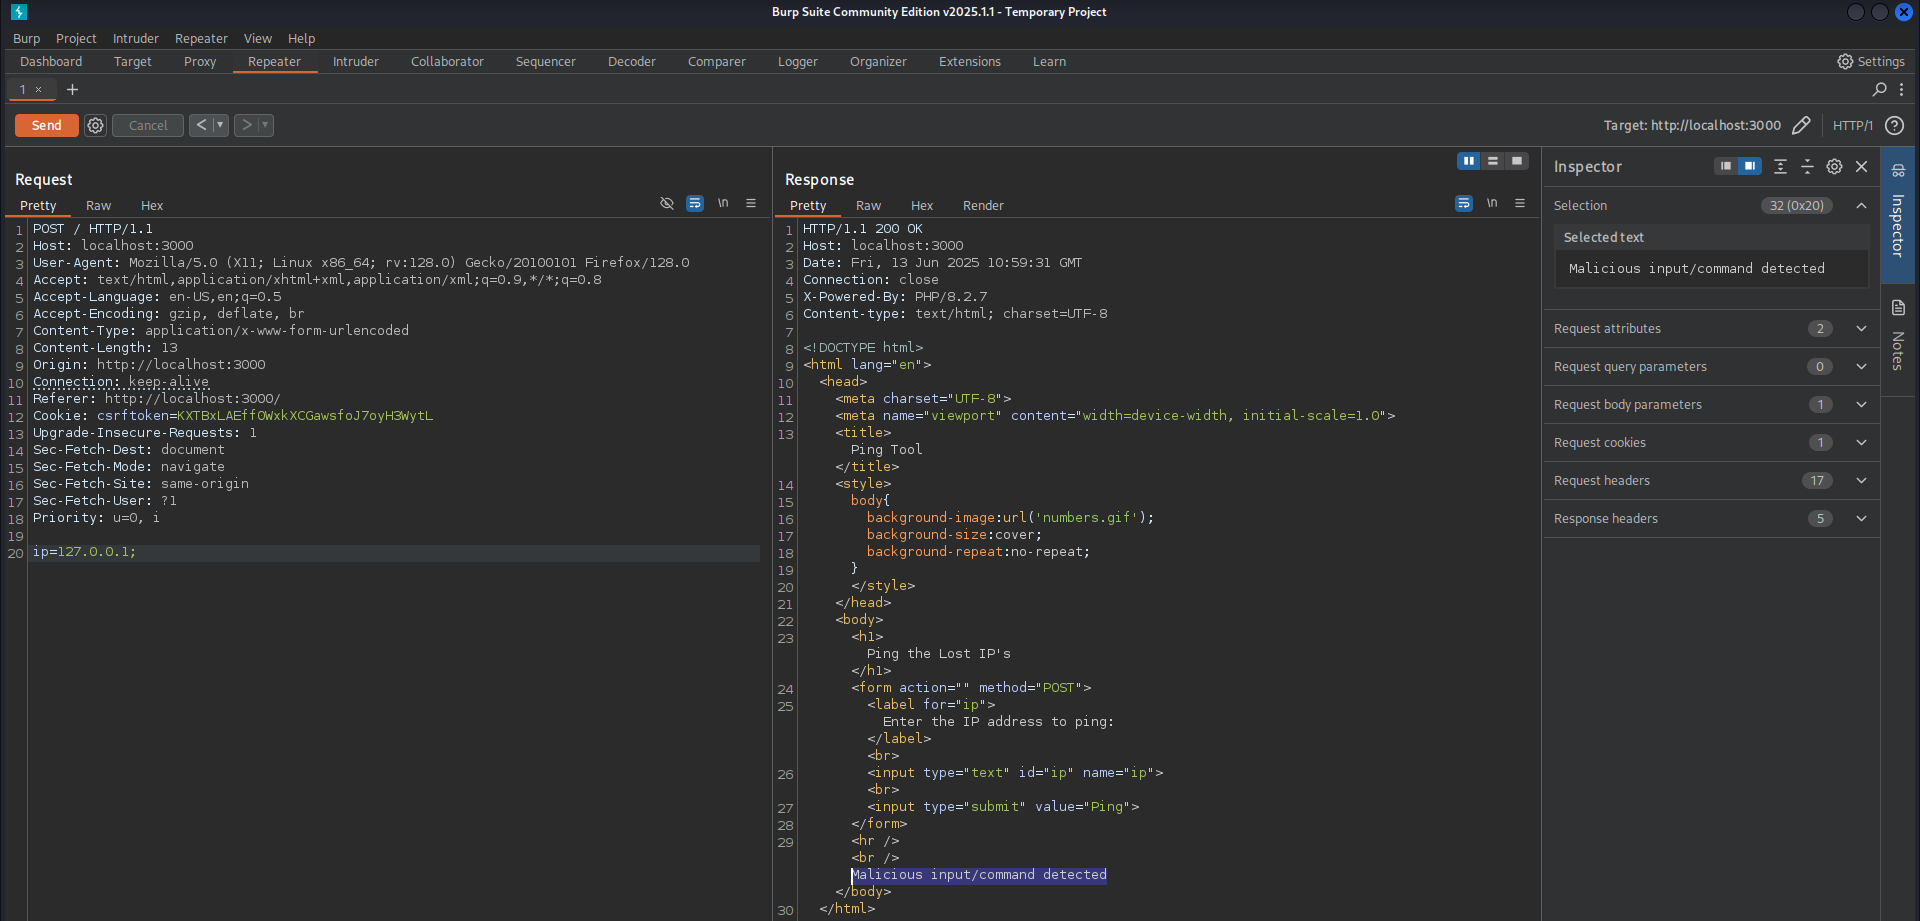 Burp Suite Community Edition v2025.1.1 - Temporary Project
Burp Project Intruder Repeater View Help
Dashboard Target Proxy Repeater Intruder Collaborator Sequencer Decoder Comparer Logger Organizer Extensions Learn Settings
1 × +
Send Cancel < > Target: http://localhost:3000 HTTP/1 ?
Request
Pretty Raw Hex \n
1 POST / HTTP/1.1
2 Host: localhost:3000
3 User-Agent: Mozilla/5.0 (X11; Linux x86_64; rv:128.0) Gecko/20100101 Firefox/128.0
4 Accept: text/html,application/xhtml+xml,application/xml;q=0.9,*/*;q=0.8
5 Accept-Language: en-US,en;q=0.5
6 Accept-Encoding: gzip, deflate, br
7 Content-Type: application/x-www-form-urlencoded
8 Content-Length: 13
9 Origin: http://localhost:3000
10 Connection: keep-alive
11 Referer: http://localhost:3000/
12 Cookie: csrftoken=KXTBxLAEffOWxkXCGawsfoJ7oyH3WytL
13 Upgrade-Insecure-Requests: 1
14 Sec-Fetch-Dest: document
15 Sec-Fetch-Mode: navigate
16 Sec-Fetch-Site: same-origin
17 Sec-Fetch-User: ?1
18 Priority: u=0, i
19
20 ip=127.0.0.1;
Response
Pretty Raw Hex Render \n
1 HTTP/1.1 200 OK
2 Host: localhost:3000
3 Date: Fri, 13 Jun 2025 10:59:31 GMT
4 Connection: close
5 X-Powered-By: PHP/8.2.7
6 Content-type: text/html; charset=UTF-8
7
8 <!DOCTYPE html>
9 <html lang="en">
10 <head>
11 <meta charset="UTF-8">
12 <meta name="viewport" content="width=device-width, initial-scale=1.0">
13 <title>
Ping Tool
</title>
14 <style>
15 body{
16 background-image:url('numbers.gif');
17 background-size:cover;
18 background-repeat:no-repeat;
19 }
20 </style>
21 </head>
22 <body>
23 <h1>
Ping the Lost IP's
</h1>
24 <form action="" method="POST">
25 <label for="ip">
Enter the IP address to ping:
</label>
<br>
26 <input type="text" id="ip" name="ip">
<br>
27 <input type="submit" value="Ping">
28 </form>
29 <hr />
<br />
Malicious input/command detected
</body>
30 </html>
Inspector
Selection 32 (0x20)
Selected text
Malicious input/command detected
Request attributes 2
Request query parameters 0
Request body parameters 1
Request cookies 1
Request headers 17
Response headers 5
Inspector
Notes